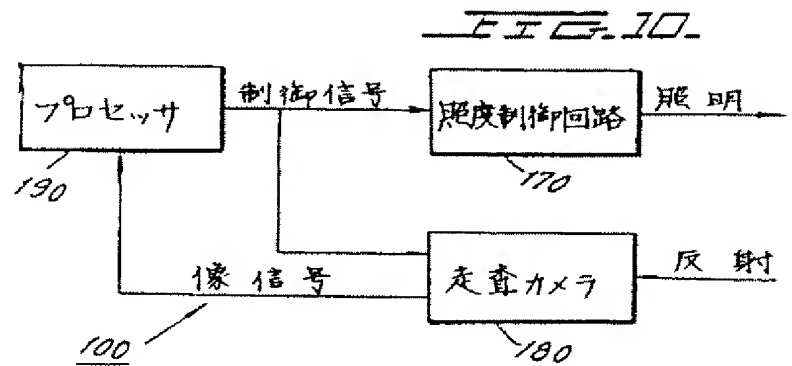 FIG. 10.
プロセッサ
制御信号
照度制御回路
照明
190
170
像信号
走査カメラ
反射
100
180